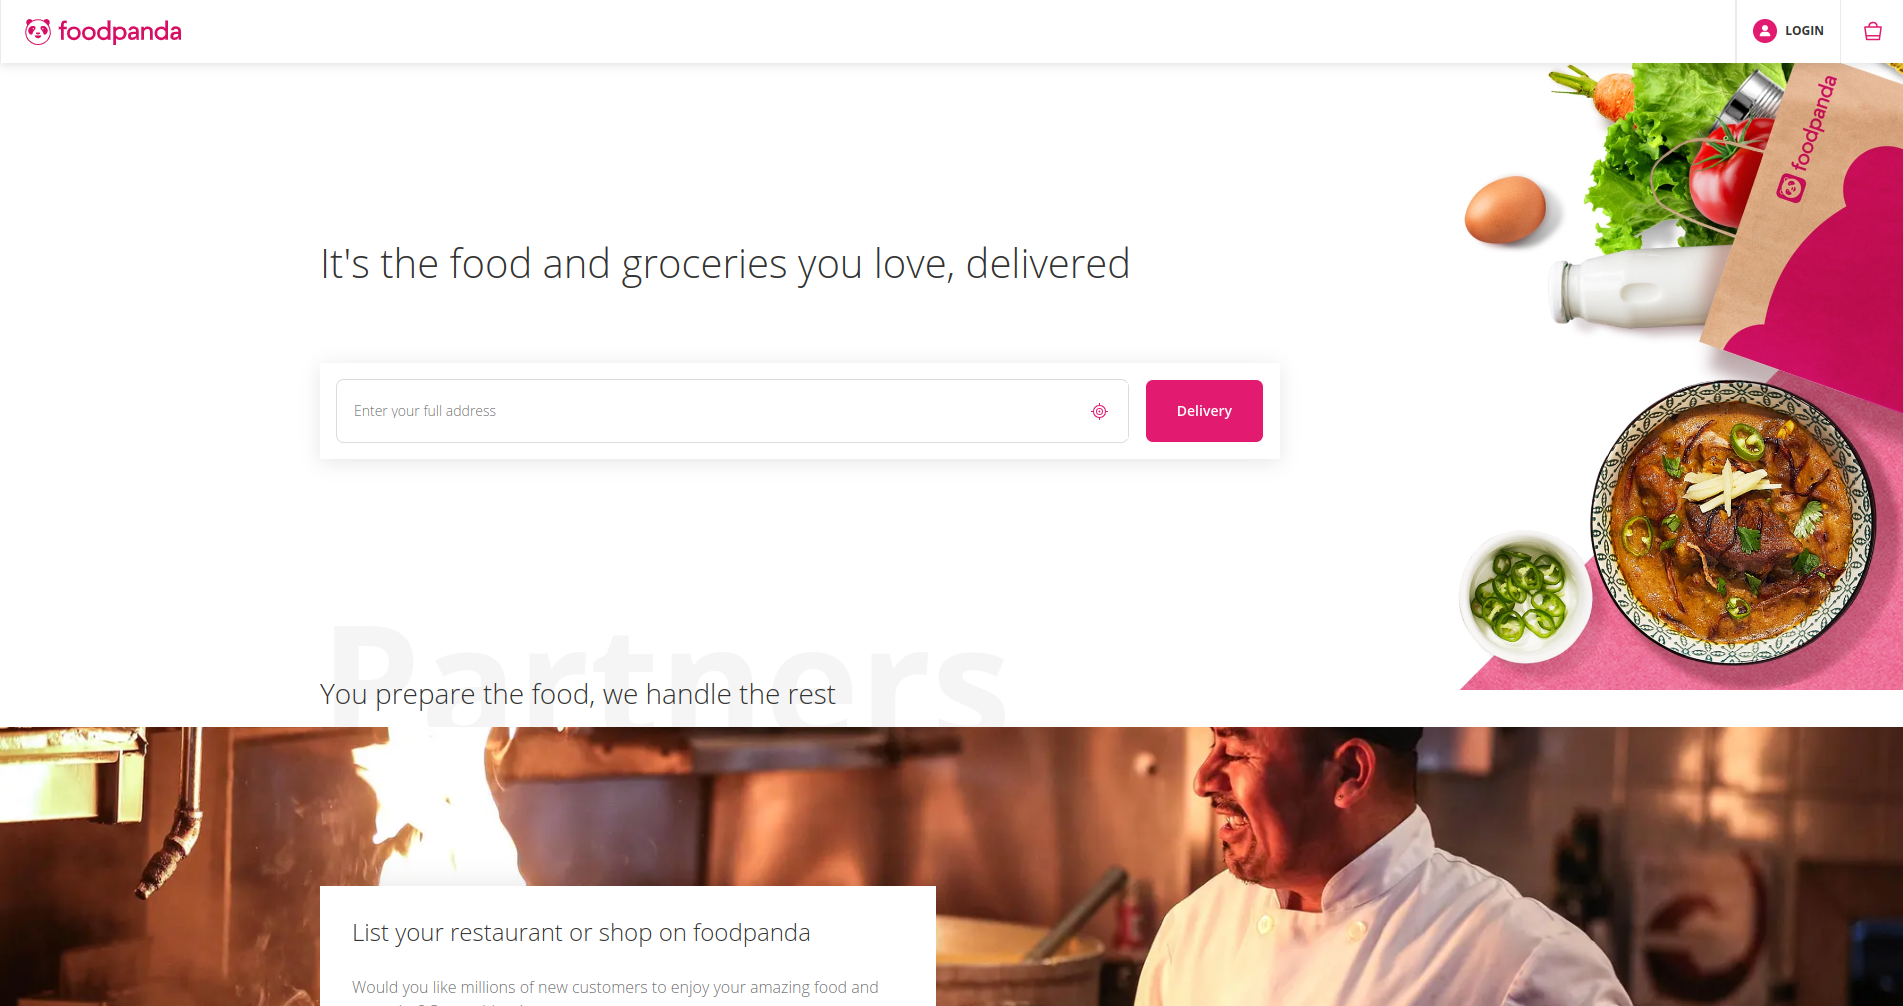 foodpanda
LOGIN
foodpanda
It's the food and groceries you love, delivered
Enter your full address
Delivery
Partners
You prepare the food, we handle the rest
List your restaurant or shop on foodpanda
Would you like millions of new customers to enjoy your amazing food and